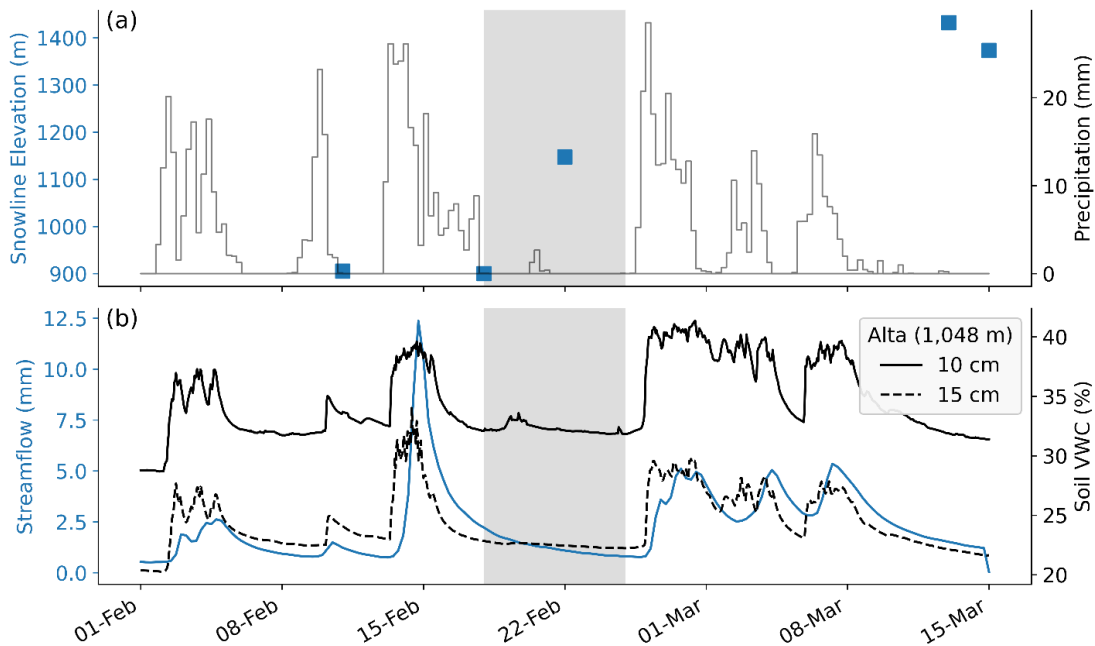 (a)
Snowline Elevation (m)
1400
1300
1200
1100
1000
900
Precipitation (mm)
20
10
0
(b)
Streamflow (mm)
12.5
10.0
7.5
5.0
2.5
0.0
Alta (1,048 m)
10 cm
15 cm
Soil VWC (%)
40
35
30
25
20
01-Feb
08-Feb
15-Feb
22-Feb
01-Mar
08-Mar
15-Mar